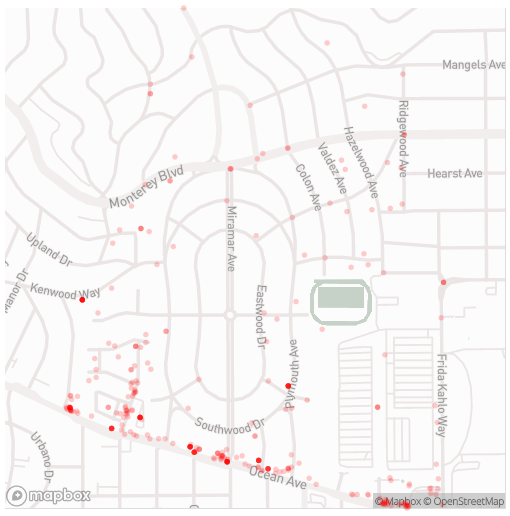 Mangels Ave
Ridgewood Ave
Hazelwood Ave
Valdez Ave
Colon Ave
Monterey Blvd
Hearst Ave
Miramar Ave
Upland Dr
Manor Dr
Kenwood Way
Eastwood Dr
Plymouth Ave
Frida Kahlo Way
Southwood Dr
Urbano Dr
Ocean Ave
mapbox
© Mapbox © OpenStreetMap